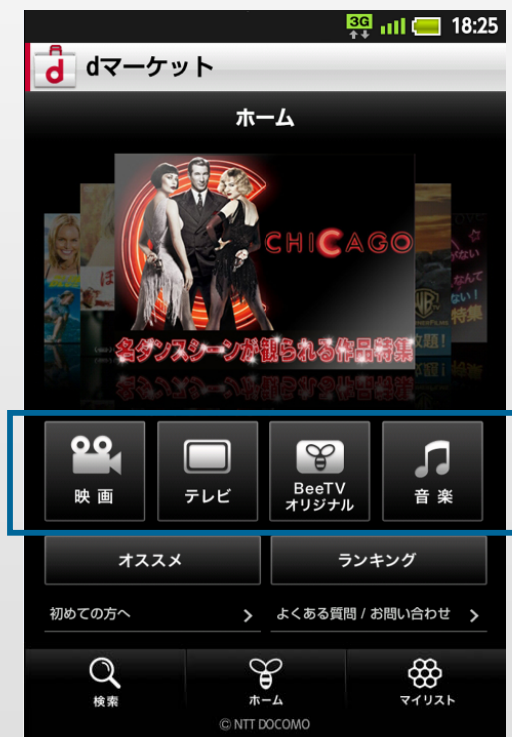 3G 18:25
d dマーケット
ホーム
CHICAGO
名ダンスシーンが観られる作品特集
映画
テレビ
BeeTV
オリジナル
音楽
オススメ
ランキング
初めての方へ
よくある質問 / お問い合わせ
検索
ホーム
マイリスト
© NTT DOCOMO